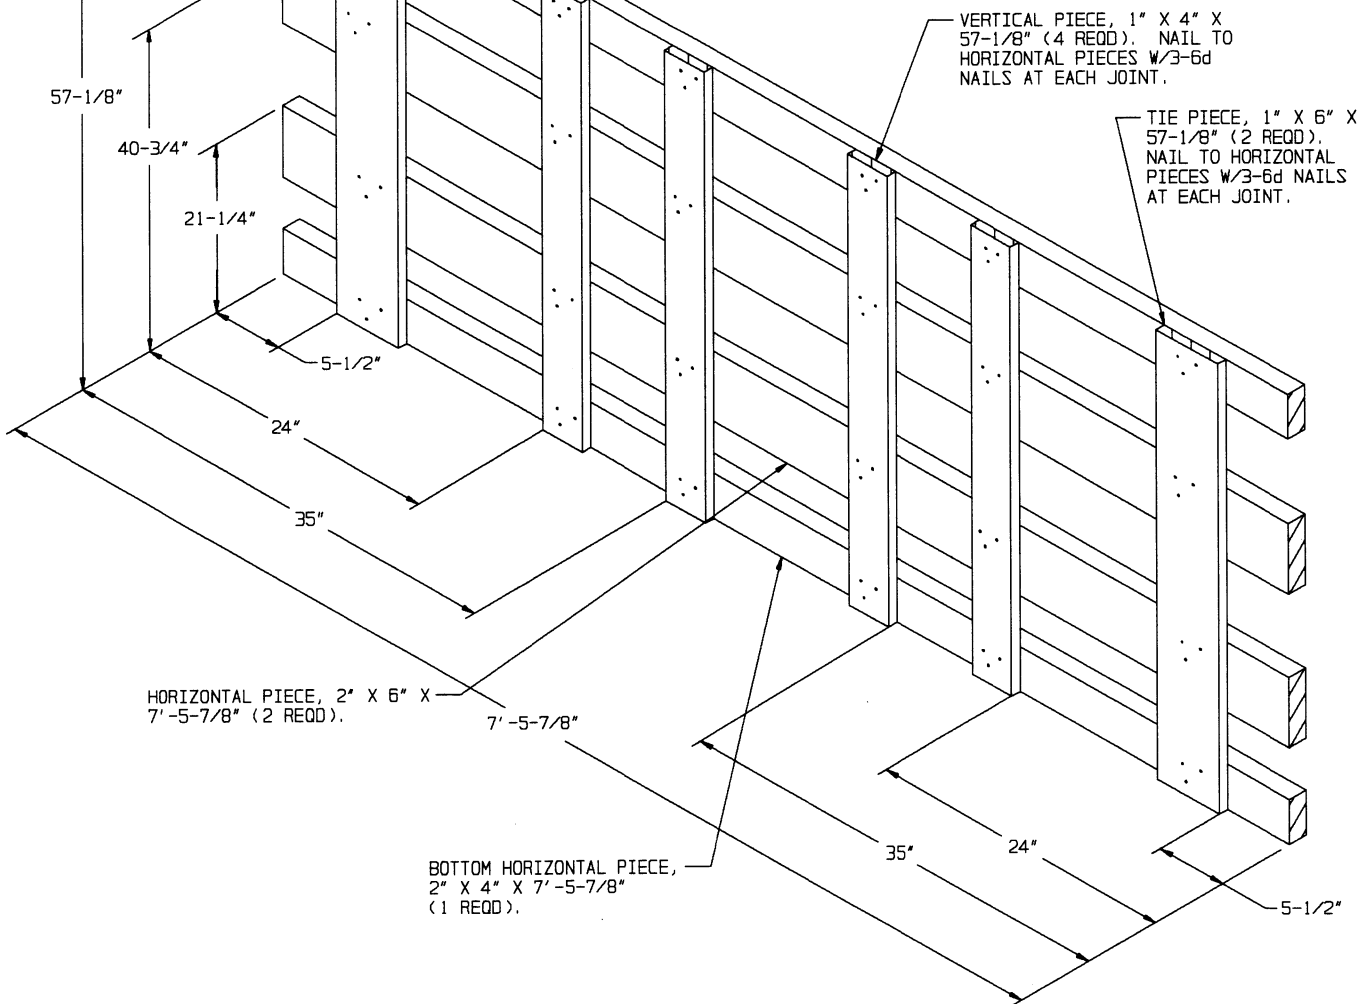 VERTICAL PIECE, 1" X 4" X
57-1/8" (4 REQD). NAIL TO
HORIZONTAL PIECES W/3-6d
NAILS AT EACH JOINT.
TIE PIECE, 1" X 6" X
57-1/8" (2 REQD).
NAIL TO HORIZONTAL
PIECES W/3-6d NAILS
AT EACH JOINT.
57-1/8"
40-3/4"
21-1/4"
5-1/2"
24"
35"
HORIZONTAL PIECE, 2" X 6" X
7'-5-7/8" (2 REQD).
7'-5-7/8"
BOTTOM HORIZONTAL PIECE,
2" X 4" X 7'-5-7/8"
(1 REQD).
35"
24"
5-1/2"